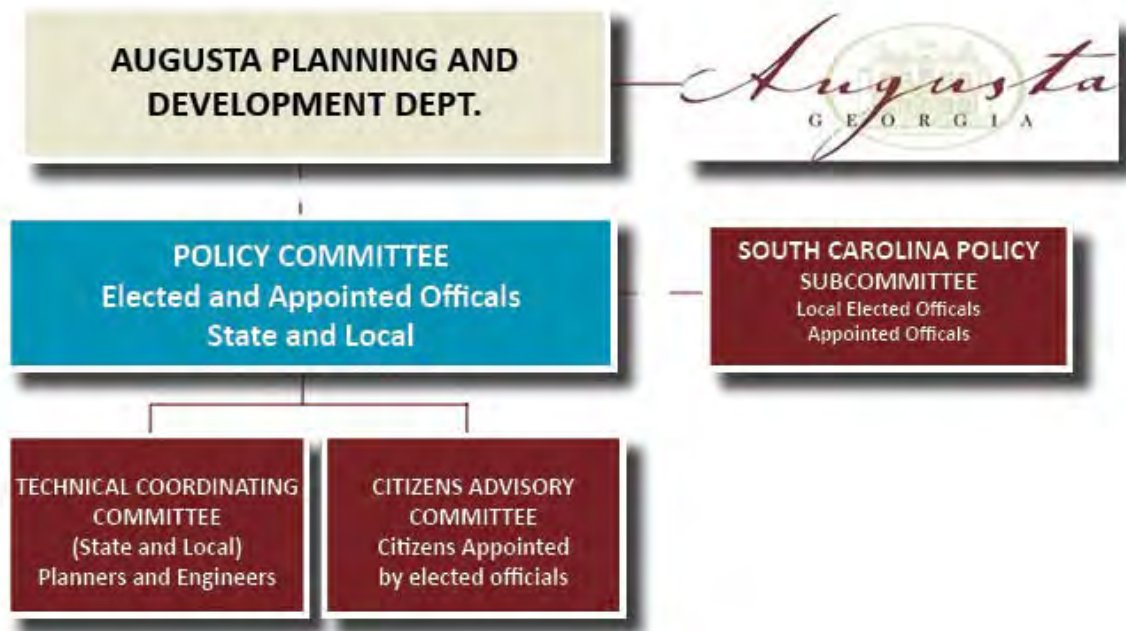 AUGUSTA PLANNING AND
DEVELOPMENT DEPT.
Augusta
GEORGIA
POLICY COMMITTEE
Elected and Appointed Officals
State and Local
SOUTH CAROLINA POLICY
SUBCOMMITTEE
Local Elected Officals
Appointed Officals
TECHNICAL COORDINATING
COMMITTEE
(State and Local)
Planners and Engineers
CITIZENS ADVISORY
COMMITTEE
Citizens Appointed
by elected officials